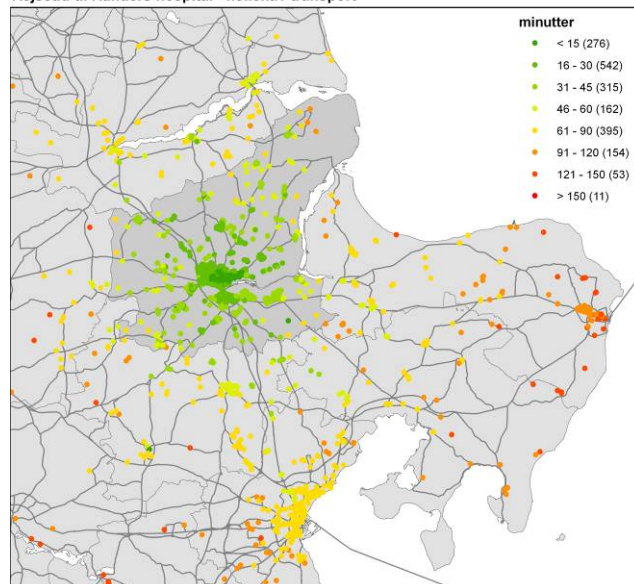 minutter
< 15 (276)
16 - 30 (542)
31 - 45 (315)
46 - 60 (162)
61 - 90 (395)
91 - 120 (154)
121 - 150 (53)
> 150 (11)